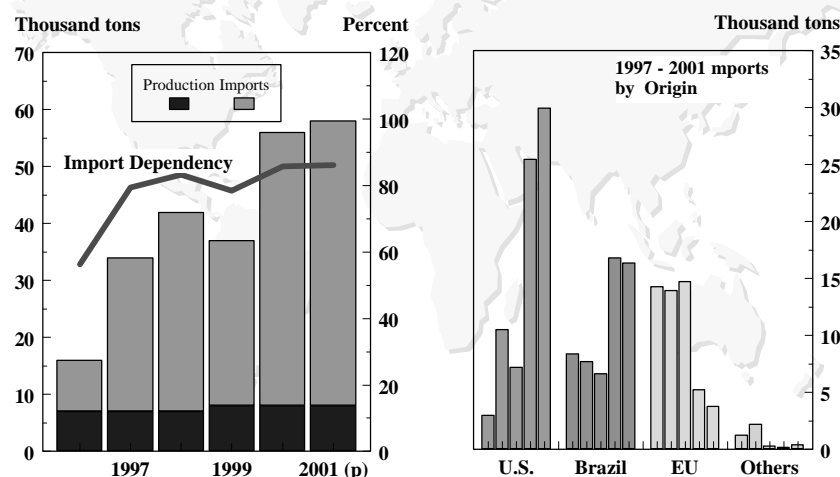 Thousand tons
Percent
70
60
50
40
30
20
10
0
120
100
80
60
40
20
0
Production Imports
Import Dependency
1997
1999
2001 (p)
Thousand tons
1997 - 2001 mports
by Origin
35
30
25
20
15
10
5
0
U.S.
Brazil
EU
Others